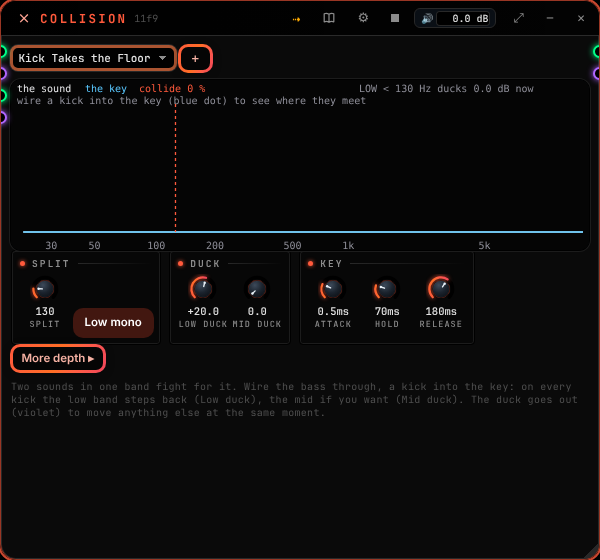 COLLISION 11f9 0.0 dB
Kick Takes the Floor +
the sound the key collide 0 % LOW < 130 Hz ducks 0.0 dB now
wire a kick into the key (blue dot) to see where they meet
30 50 100 200 500 1k 5k
SPLIT DUCK KEY
130 +20.0 0.0 0.5ms 70ms 180ms
SPLIT Low mono LOW DUCK MID DUCK ATTACK HOLD RELEASE
More depth ▸
Two sounds in one band fight for it. Wire the bass through, a kick into the key: on every
kick the low band steps back (Low duck), the mid if you want (Mid duck). The duck goes out
(violet) to move anything else at the same moment.